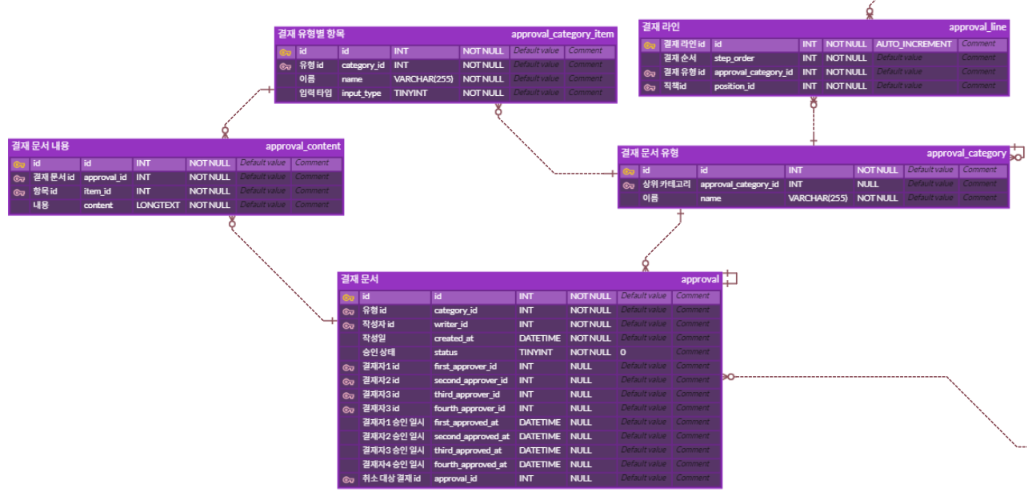 결재 유형별 항목 approval_category_item
id id INT NOT NULL Default value Comment
유형 id category_id INT NOT NULL Default value Comment
이름 name VARCHAR(255) NOT NULL Default value Comment
입력 타입 input_type TINYINT NOT NULL Default value Comment
결재 라인 approval_line
결재 라인 id id INT NOT NULL AUTO_INCREMENT Comment
결재 순서 step_order INT NOT NULL Default value Comment
결재 유형 id approval_category_id INT NOT NULL Default value Comment
직책id position_id INT NOT NULL Default value Comment
결재 문서 내용 approval_content
id id INT NOT NULL Default value Comment
결재 문서 id approval_id INT NOT NULL Default value Comment
항목 id item_id INT NOT NULL Default value Comment
내용 content LONGTEXT NOT NULL Default value Comment
결재 문서 유형 approval_category
id id INT NOT NULL Default value Comment
상위 카테고리 approval_category_id INT NULL Default value Comment
이름 name VARCHAR(255) NOT NULL Default value Comment
결재 문서 approval
id id INT NOT NULL Default value Comment
유형 id category_id INT NOT NULL Default value Comment
작성자 id writer_id INT NOT NULL Default value Comment
작성일 created_at DATETIME NOT NULL Default value Comment
승인 상태 status TINYINT NOT NULL 0 Comment
결재자1 id first_approver_id INT NULL Default value Comment
결재자2 id second_approver_id INT NULL Default value Comment
결재자3 id third_approver_id INT NULL Default value Comment
결재자3 id fourth_approver_id INT NULL Default value Comment
결재자1 승인 일시 first_approved_at DATETIME NULL Default value Comment
결재자2 승인 일시 second_approved_at DATETIME NULL Default value Comment
결재자3 승인 일시 third_approved_at DATETIME NULL Default value Comment
결재자4 승인 일시 fourth_approved_at DATETIME NULL Default value Comment
취소 대상 결재 id approval_id INT NULL Default value Comment